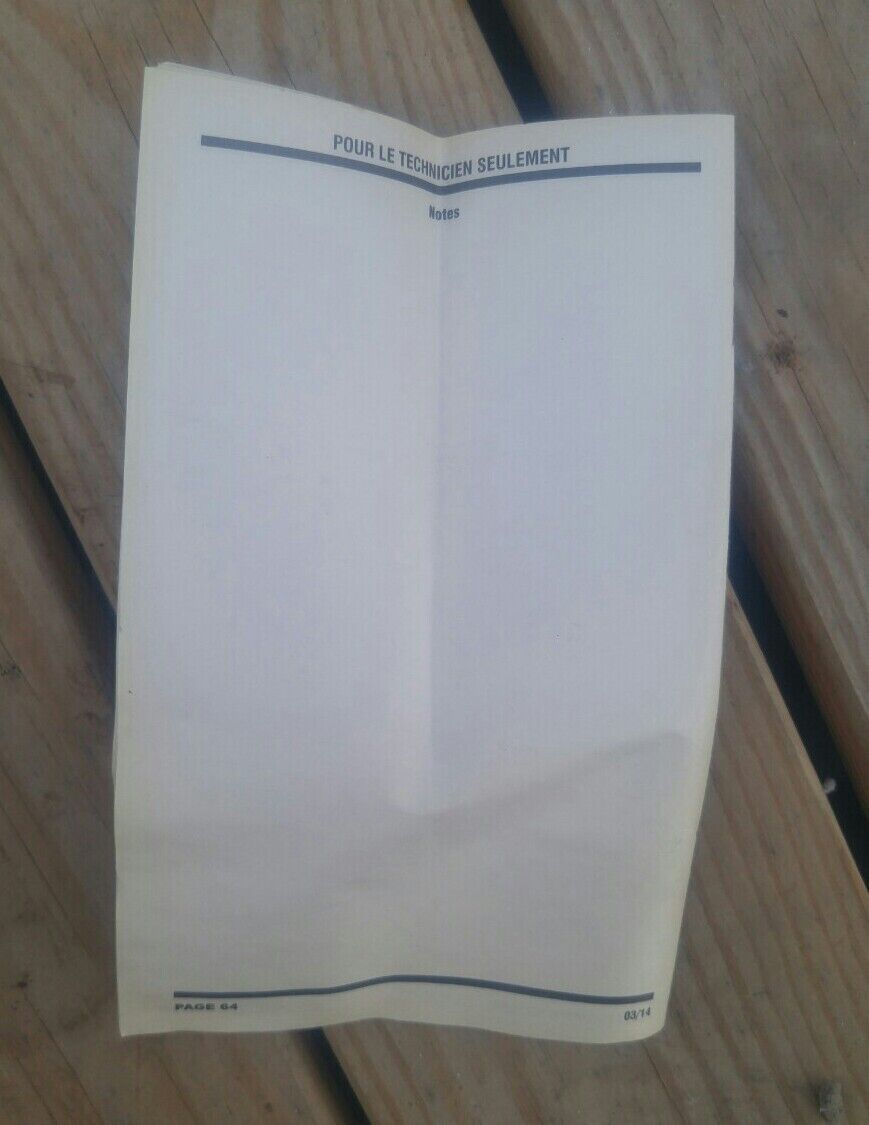 POUR LE TECHNICIEN SEULEMENT
Notes
PAGE 64
03/14